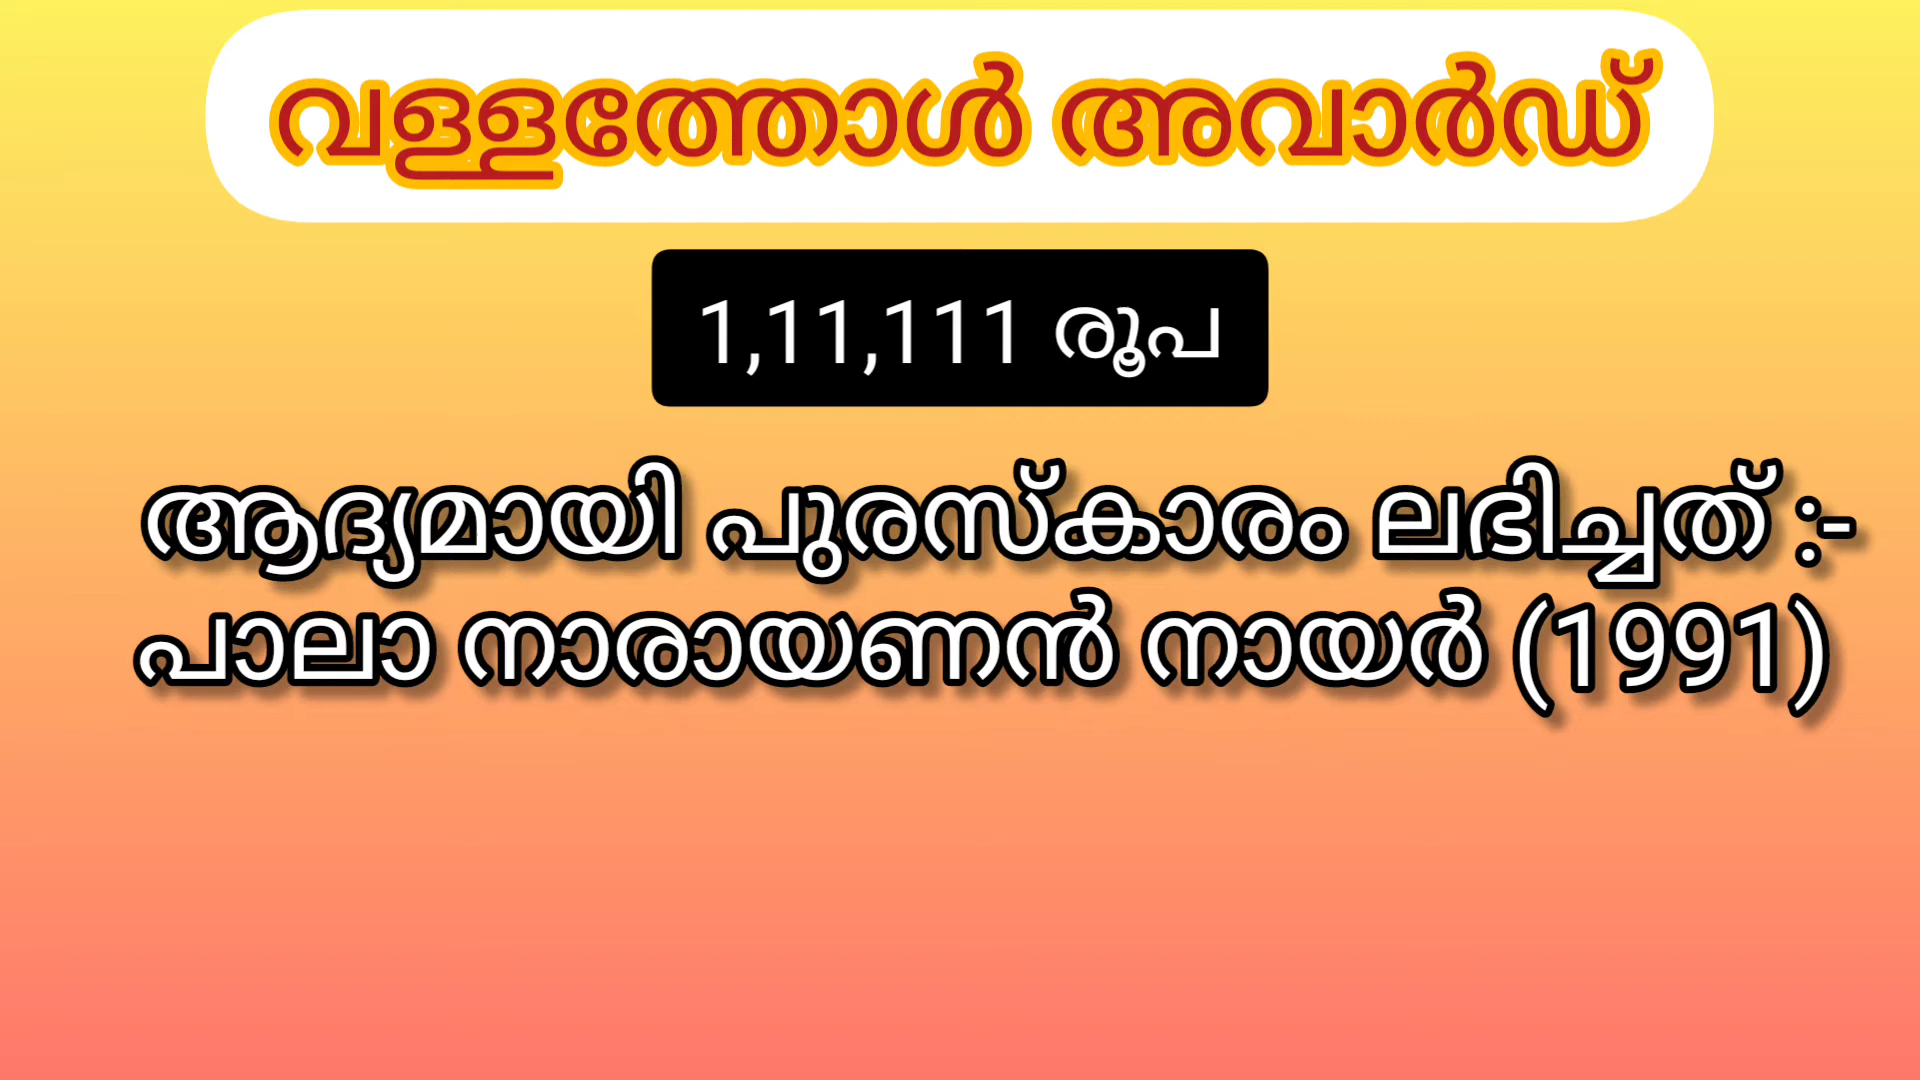 വള്ളത്തോൾ അവാർഡ്
1,11,111 രൂപ
ആദ്യമായി പുരസ്കാരം ലഭിച്ചത് :-
പാലാ നാരായണൻ നായർ (1991)